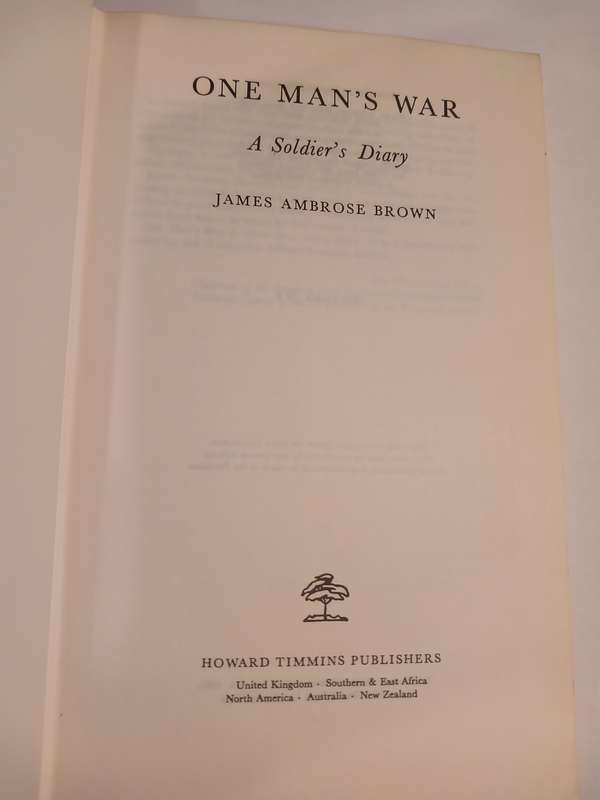 ONE MAN'S WAR
A Soldier's Diary
JAMES AMBROSE BROWN
HOWARD TIMMINS PUBLISHERS
United Kingdom · Southern & East Africa
North America · Australia · New Zealand